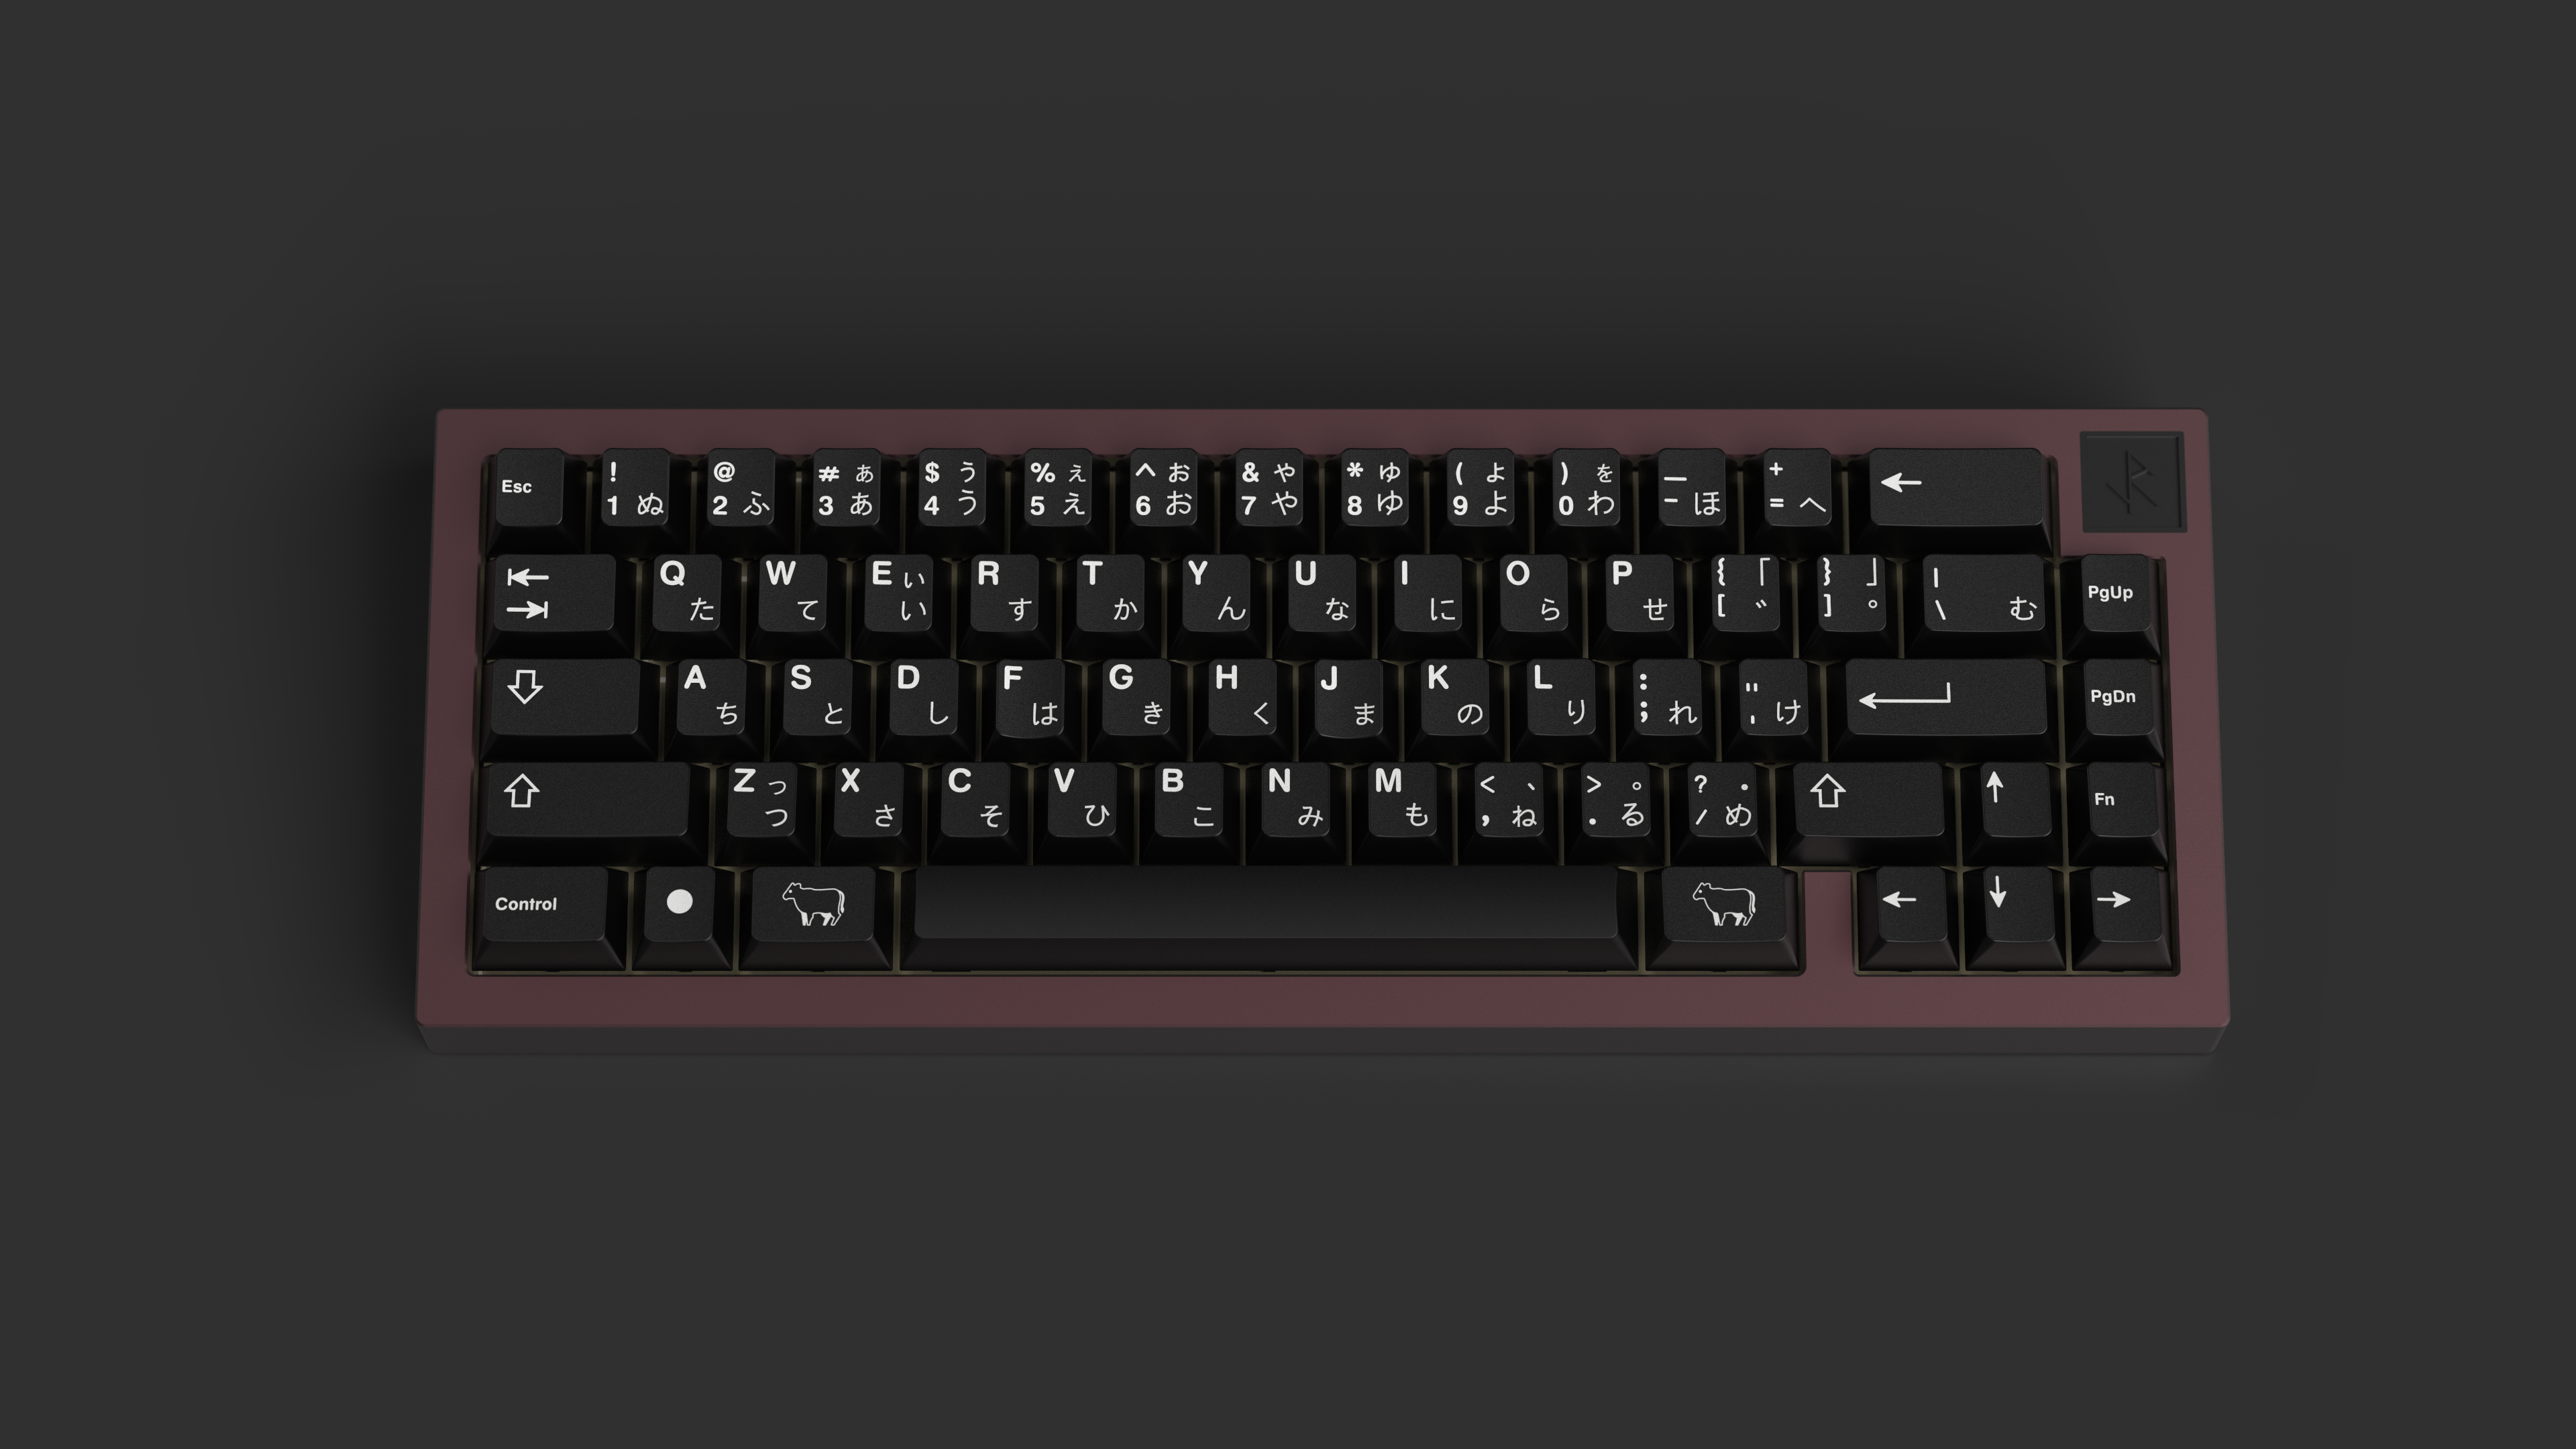 Esc ! 1 ぬ @ 2 ふ # ぁ 3 あ $ ぅ 4 う % ぇ 5 え ^ ぉ 6 お & ゃ 7 や * ゅ 8 ゆ ( ょ 9 よ ) を 0 わ _ - ほ + = へ ←
⇤ ⇥ Q た W て E ぃ い R す T か Y ん U な I に O ら P せ { 「 [ ゛ } 」 ] ゜ | \ む PgUp
⇩ A ち S と D し F は G き H く J ま K の L り : ; れ " ' け ↵ PgDn
⇧ Z っ つ X さ C そ V ひ B こ N み M も < 、 , ね > 。 . る ? ・ / め ⇧ ↑ Fn
Control ● ← ↓ →